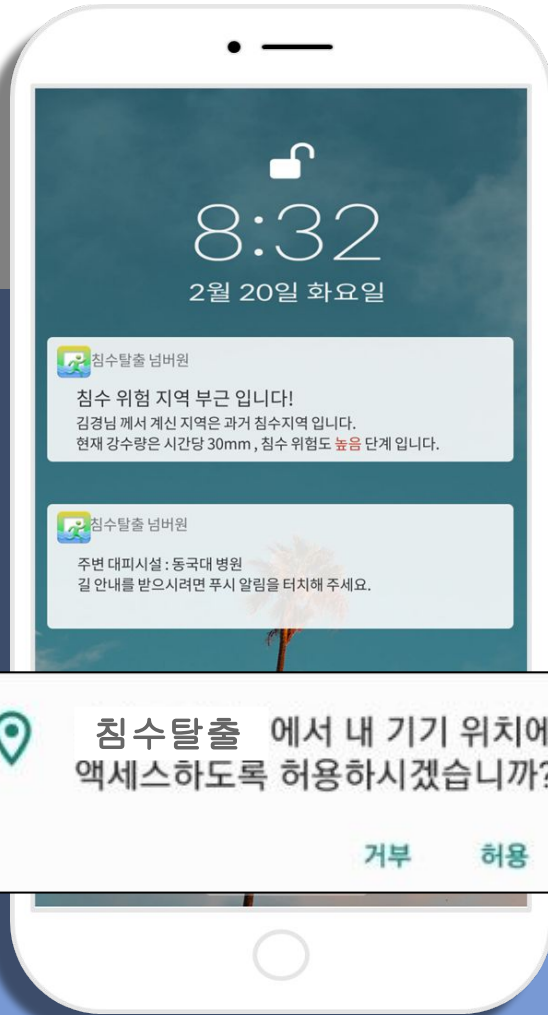 8:32
2월 20일 화요일
침수탈출 넘버원
침수 위험 지역 부근 입니다!
김경님 께서 계신 지역은 과거 침수지역 입니다.
현재 강수량은 시간당 30mm , 침수 위험도 높음 단계 입니다.
침수탈출 넘버원
주변 대피시설 : 동국대 병원
길 안내를 받으시려면 푸시 알림을 터치해 주세요.
침수탈출 에서 내 기기 위치에
액세스하도록 허용하시겠습니까?
거부 허용